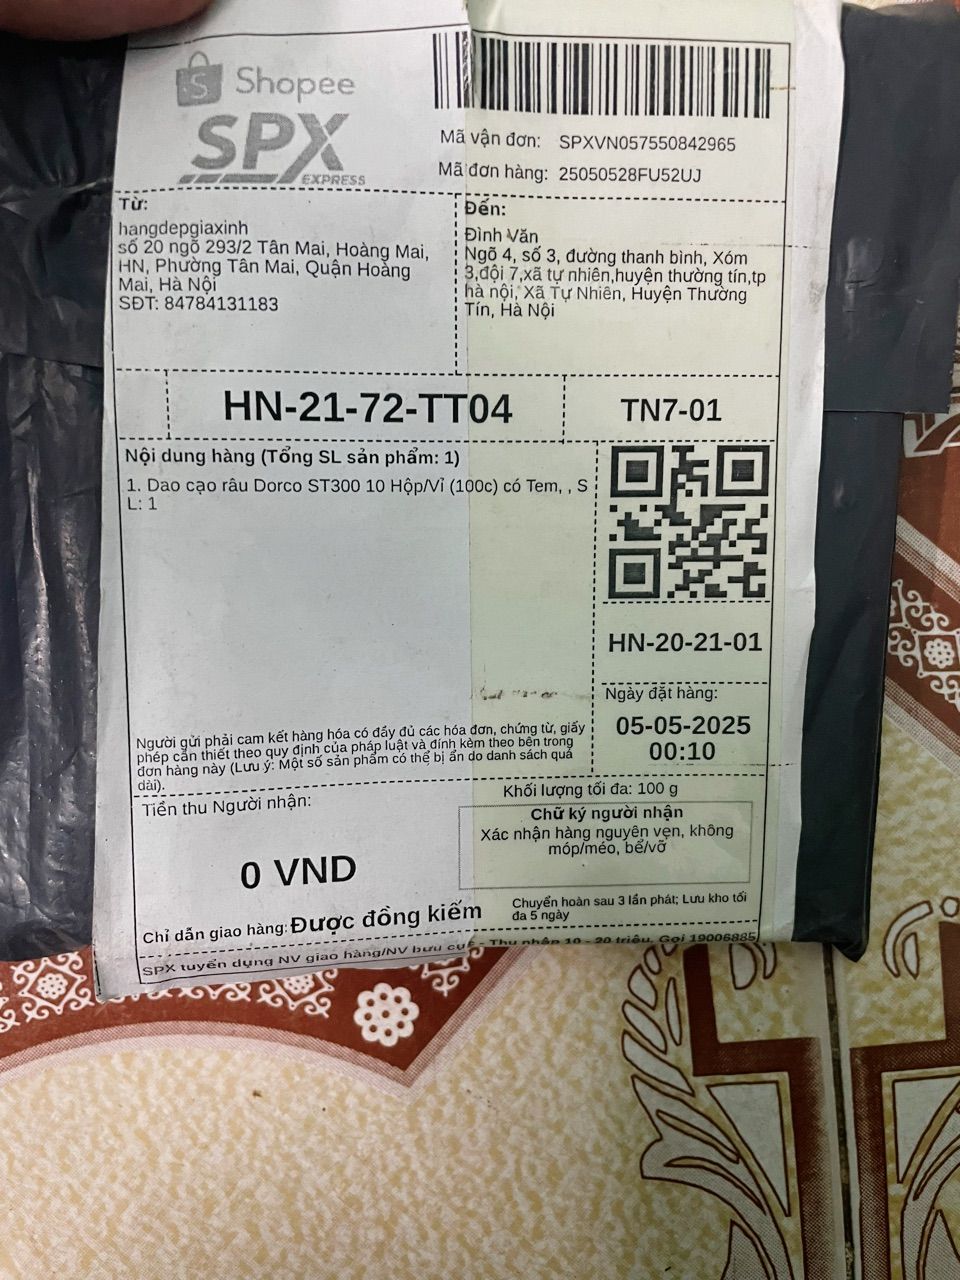 Shopee
SPX
EXPRESS
Mã vận đơn: SPXVN057550842965
Mã đơn hàng: 25050528FU52UJ
Từ:
hangdepgiaxinh
số 20 ngõ 293/2 Tân Mai, Hoàng Mai,
HN, Phường Tân Mai, Quận Hoàng
Mai, Hà Nội
SĐT: 84784131183
Đến:
Đình Văn
Ngõ 4, số 3, đường thanh bình, Xóm
3,đội 7,xã tự nhiên,huyện thường tín,tp
hà nội, Xã Tự Nhiên, Huyện Thường
Tín, Hà Nội
HN-21-72-TT04
TN7-01
Nội dung hàng (Tổng SL sản phẩm: 1)
1. Dao cạo râu Dorco ST300 10 Hộp/Vỉ (100c) có Tem, , S
L: 1
HN-20-21-01
Ngày đặt hàng:
05-05-2025
00:10
Người gửi phải cam kết hàng hóa có đẩy đủ các hóa đơn, chứng từ, giấy
phép cần thiết theo quy định của pháp luật và đính kèm theo bên trong
đơn hàng này (Lưu ý: Một số sản phẩm có thể bị ẩn do danh sách quá
dài).
Khối lượng tối đa: 100 g
Tiền thu Người nhận:
0 VND
Chữ ký người nhận
Xác nhận hàng nguyên vẹn, không
móp/méo, bể/vỡ
Chỉ dẫn giao hàng: Được đồng kiểm
Chuyển hoàn sau 3 lần phát; Lưu kho tối
đa 5 ngày
SPX tuyển dụng NV giao hàng/NV bưu cục - Thu nhập 10 - 20 triệu. Gọi 19006885